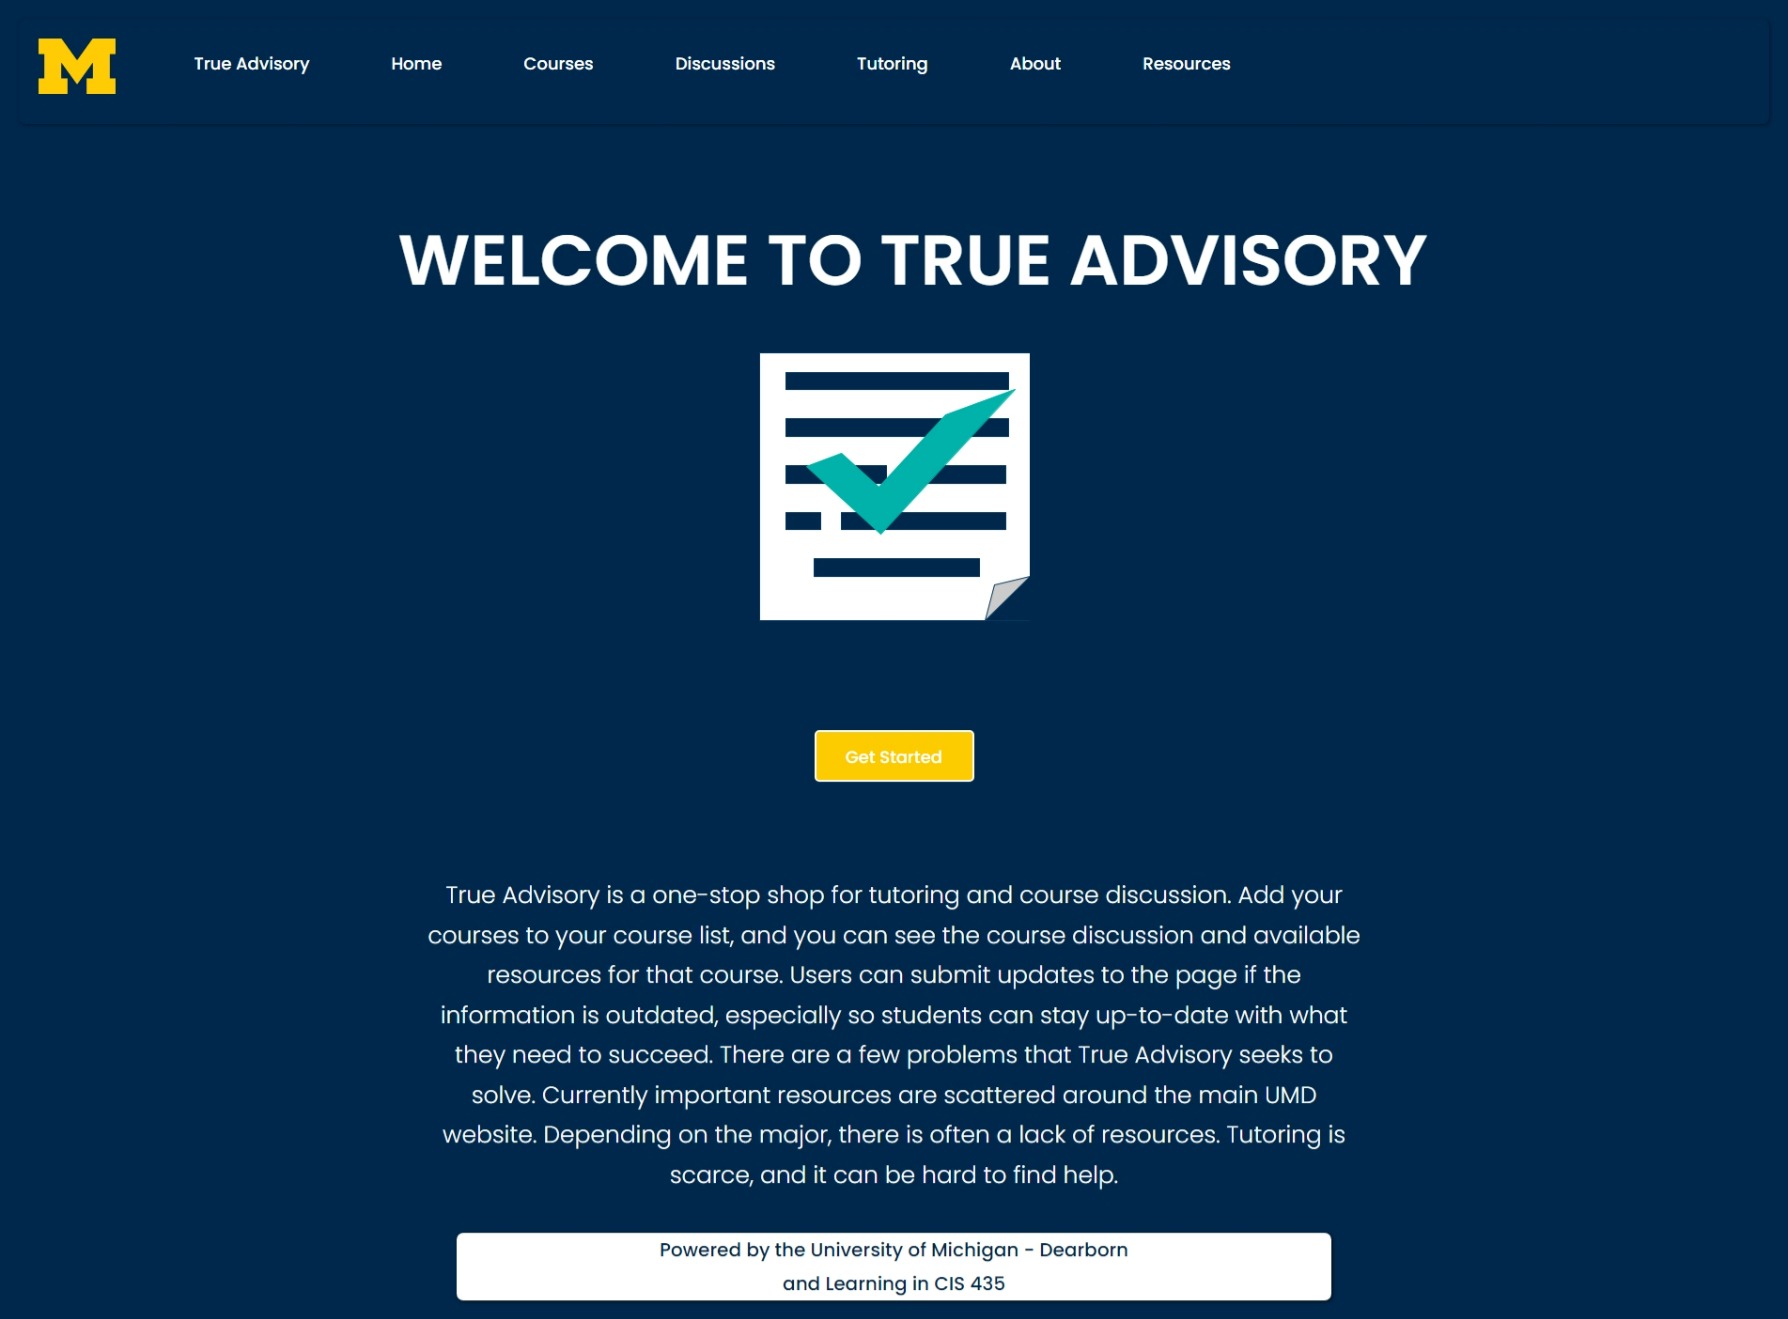 M
True Advisory
Home
Courses
Discussions
Tutoring
About
Resources
WELCOME TO TRUE ADVISORY
Get Started
True Advisory is a one-stop shop for tutoring and course discussion. Add your
courses to your course list, and you can see the course discussion and available
resources for that course. Users can submit updates to the page if the
information is outdated, especially so students can stay up-to-date with what
they need to succeed. There are a few problems that True Advisory seeks to
solve. Currently important resources are scattered around the main UMD
website. Depending on the major, there is often a lack of resources. Tutoring is
scarce, and it can be hard to find help.
Powered by the University of Michigan - Dearborn
and Learning in CIS 435